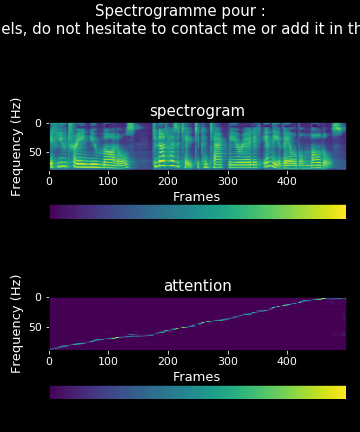 Spectrogramme pour :
els, do not hesitate to contact me or add it in th
spectrogram
Frequency (Hz)
0
50
0 100 200 300 400
Frames
attention
Frequency (Hz)
0
50
0 100 200 300 400
Frames